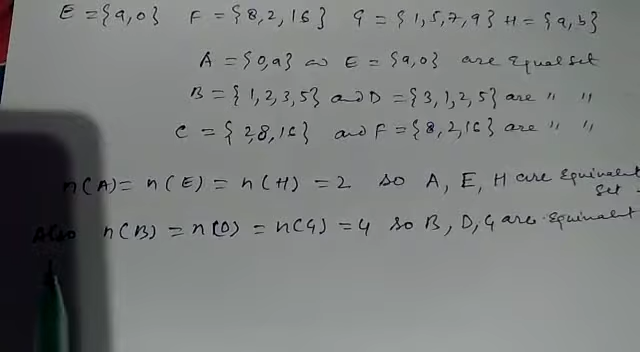 E = {a,0} F = {8,2,16} G = {1,5,7,9} H = {a,b}
A = {0,a} and E = {a,0} are Equal set
B = {1,2,3,5} and D = {3,1,2,5} are " "
C = {2,8,16} and F = {8,2,16} are " "
n(A) = n(E) = n(H) = 2 so A, E, H are Equivalent set.
Also n(B) = n(D) = n(G) = 4 so B, D, G are Equivalent